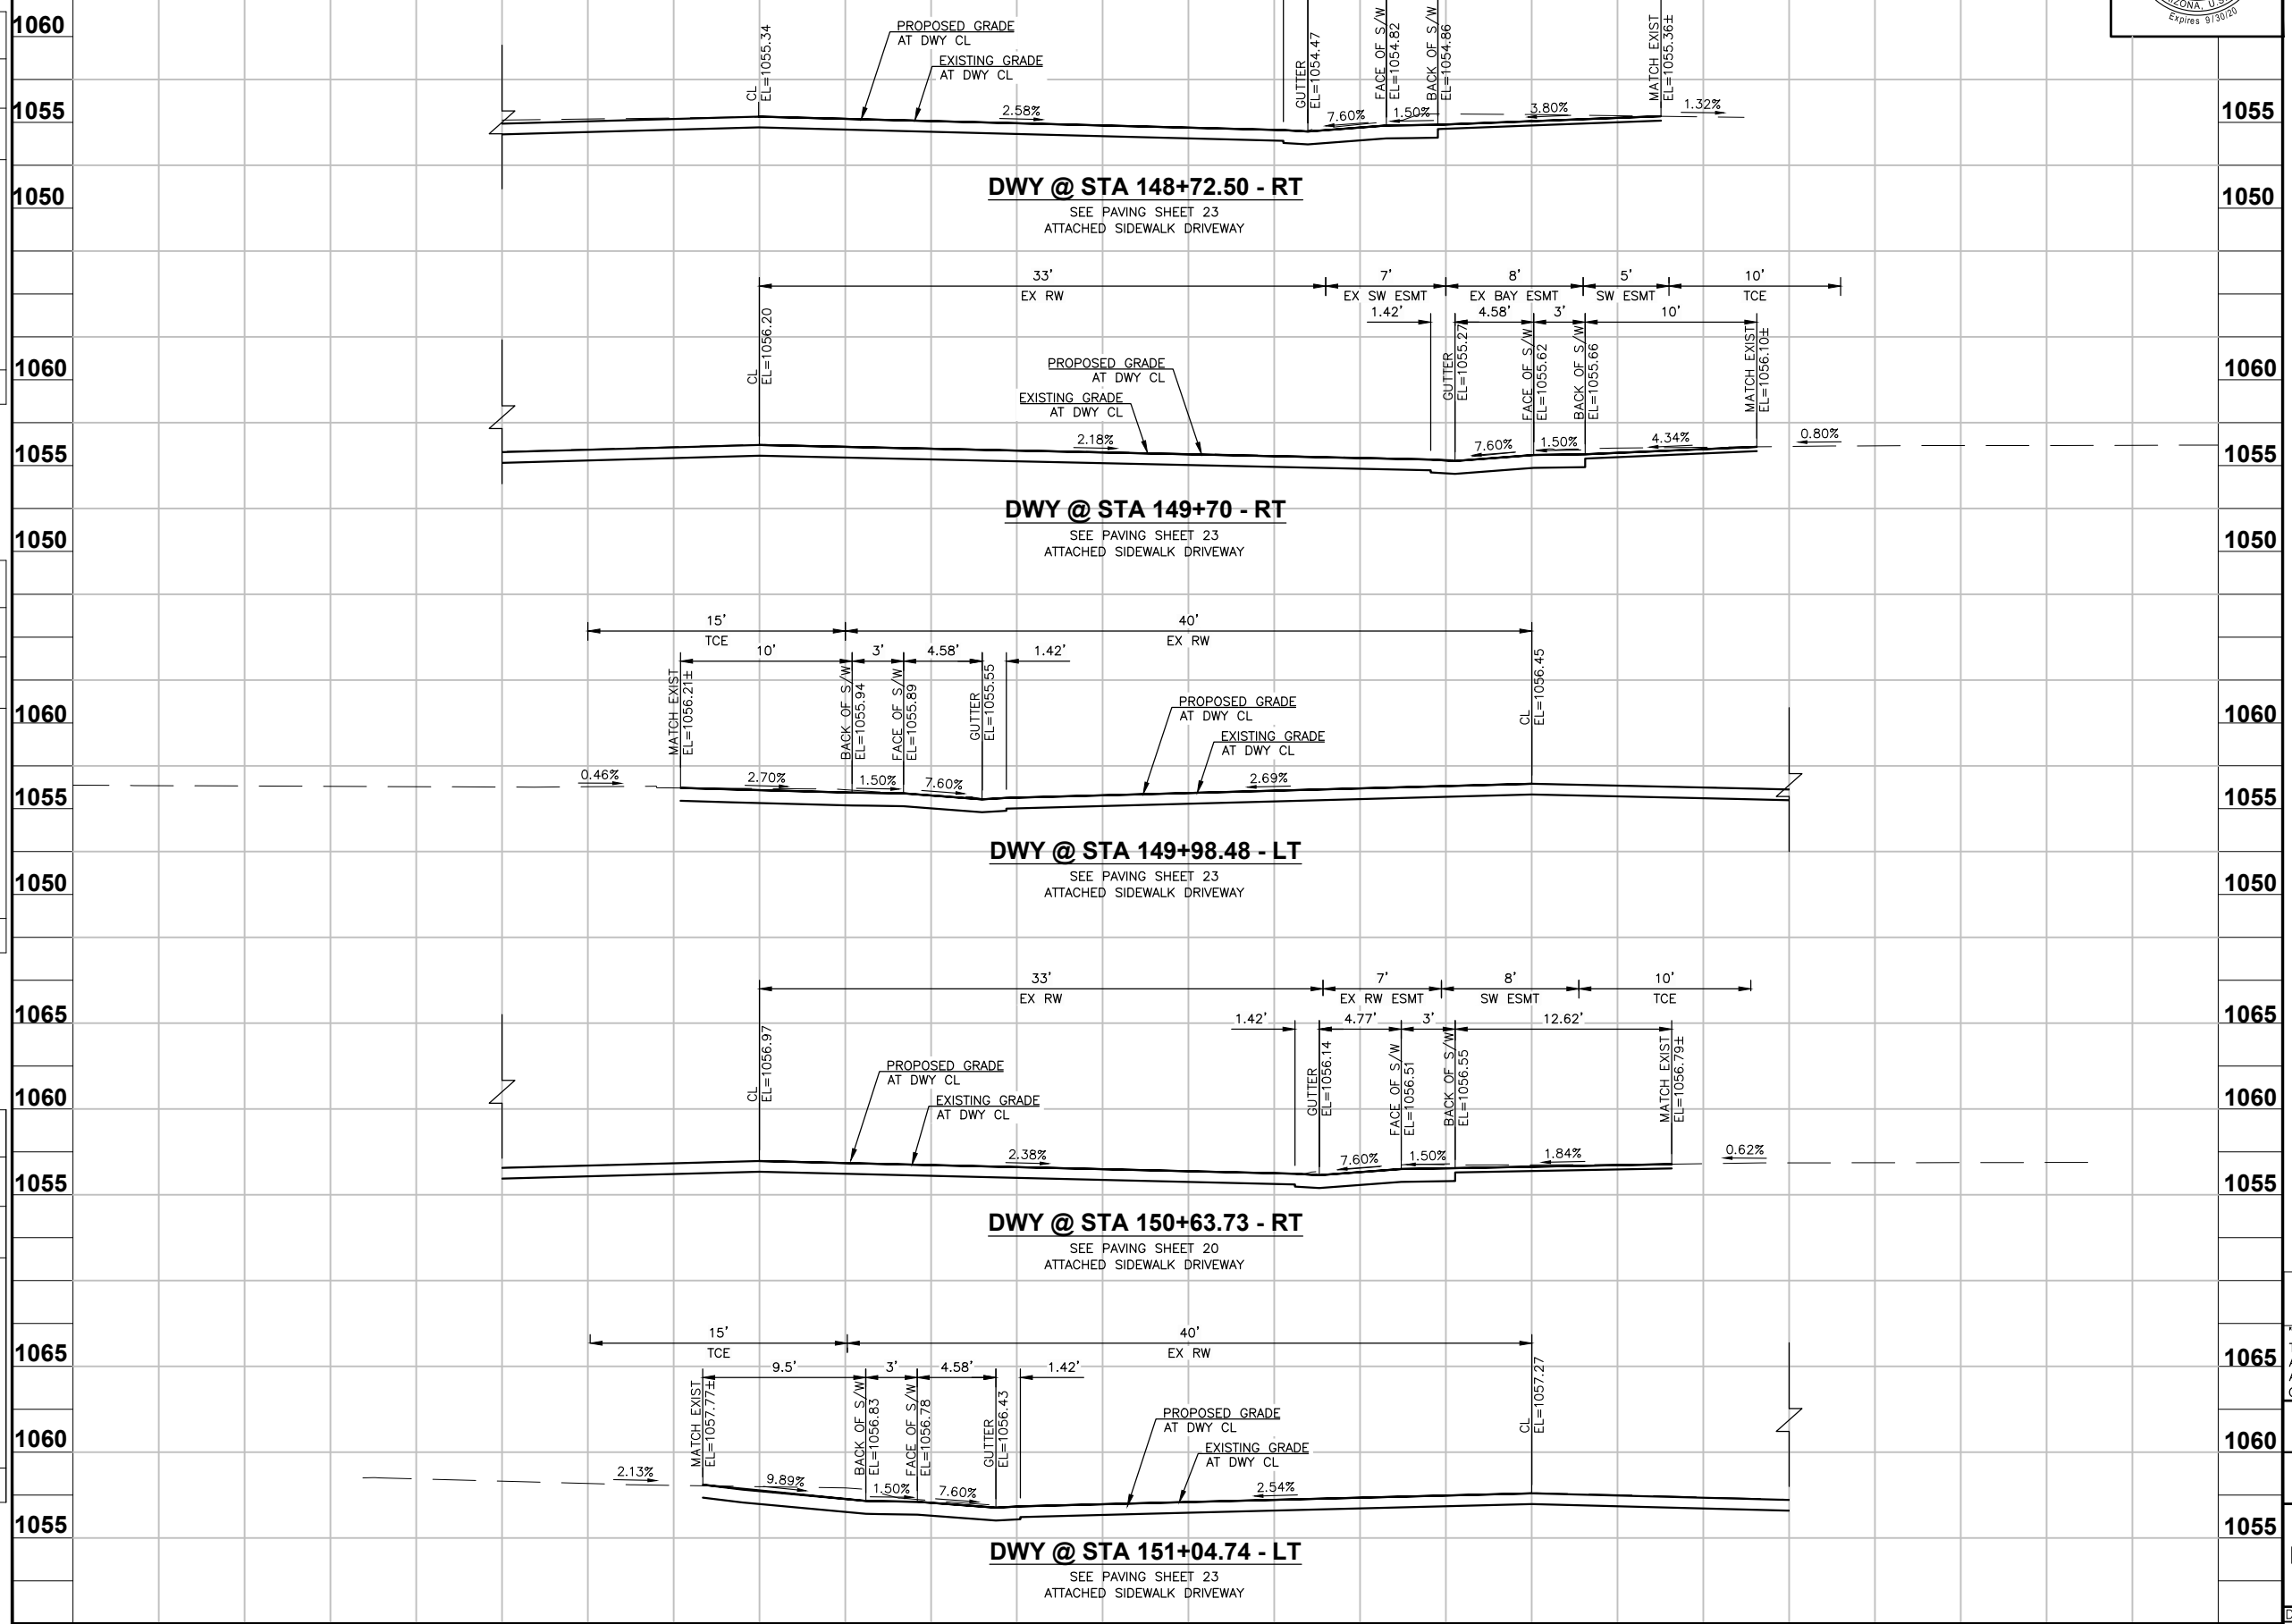 1060
PROPOSED GRADE
AT DWY CL
EXISTING GRADE
AT DWY CL
CL
EL=1055.34
GUTTER
EL=1054.47
FACE OF S/W
EL=1054.82
BACK OF S/W
EL=1054.86
MATCH EXIST
EL=1055.36±
ZONA, U.S.
Expires 9/30/20
1055
2.58%
7.60%
1.50%
3.80%
1.32%
1055
DWY @ STA 148+72.50 - RT
1050
1050
SEE PAVING SHEET 23
ATTACHED SIDEWALK DRIVEWAY
33'
EX RW
7'
EX SW ESMT
8'
EX BAY ESMT
5'
SW ESMT
10'
TCE
1.42'
4.58'
3'
10'
CL
EL=1056.20
PROPOSED GRADE
AT DWY CL
EXISTING GRADE
AT DWY CL
GUTTER
EL=1055.27
FACE OF S/W
EL=1055.62
BACK OF S/W
EL=1055.66
MATCH EXIST
EL=1056.10±
1060
1060
1055
2.18%
7.60%
1.50%
4.34%
0.80%
1055
DWY @ STA 149+70 - RT
SEE PAVING SHEET 23
ATTACHED SIDEWALK DRIVEWAY
1050
1050
15'
TCE
40'
EX RW
10'
3'
4.58'
1.42'
MATCH EXIST
EL=1056.21±
BACK OF S/W
EL=1055.94
FACE OF S/W
EL=1055.89
GUTTER
EL=1055.55
PROPOSED GRADE
AT DWY CL
EXISTING GRADE
AT DWY CL
CL
EL=1056.45
1060
1060
0.46%
2.70%
1.50%
7.60%
2.69%
1055
1055
DWY @ STA 149+98.48 - LT
SEE PAVING SHEET 23
ATTACHED SIDEWALK DRIVEWAY
1050
1050
33'
EX RW
7'
EX RW ESMT
8'
SW ESMT
10'
TCE
1065
1065
1.42'
4.77'
3'
12.62'
CL
EL=1056.97
PROPOSED GRADE
AT DWY CL
EXISTING GRADE
AT DWY CL
GUTTER
EL=1056.14
FACE OF S/W
EL=1056.51
BACK OF S/W
EL=1056.55
MATCH EXIST
EL=1056.79±
1060
1060
2.38%
7.60%
1.50%
1.84%
0.62%
1055
1055
DWY @ STA 150+63.73 - RT
SEE PAVING SHEET 20
ATTACHED SIDEWALK DRIVEWAY
15'
TCE
40'
EX RW
1065
1065
9.5'
3'
4.58'
1.42'
MATCH EXIST
EL=1057.77±
BACK OF S/W
EL=1056.83
FACE OF S/W
EL=1056.78
GUTTER
EL=1056.43
PROPOSED GRADE
AT DWY CL
EXISTING GRADE
AT DWY CL
CL
EL=1057.27
1060
1060
2.13%
9.89%
1.50%
7.60%
2.54%
1055
1055
DWY @ STA 151+04.74 - LT
SEE PAVING SHEET 23
ATTACHED SIDEWALK DRIVEWAY